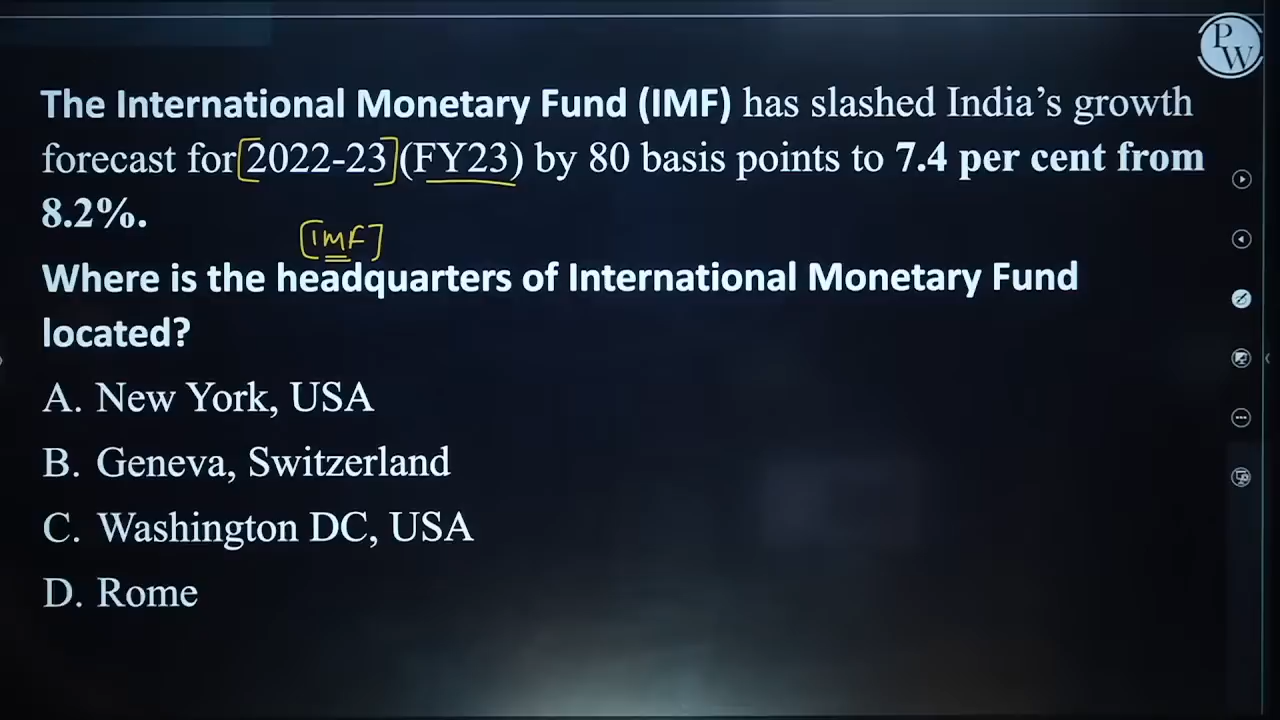 PW
The International Monetary Fund (IMF) has slashed India’s growth
forecast for [2022-23] (FY23) by 80 basis points to 7.4 per cent from
8.2%.
[IMF]
Where is the headquarters of International Monetary Fund
located?
A. New York, USA
B. Geneva, Switzerland
C. Washington DC, USA
D. Rome